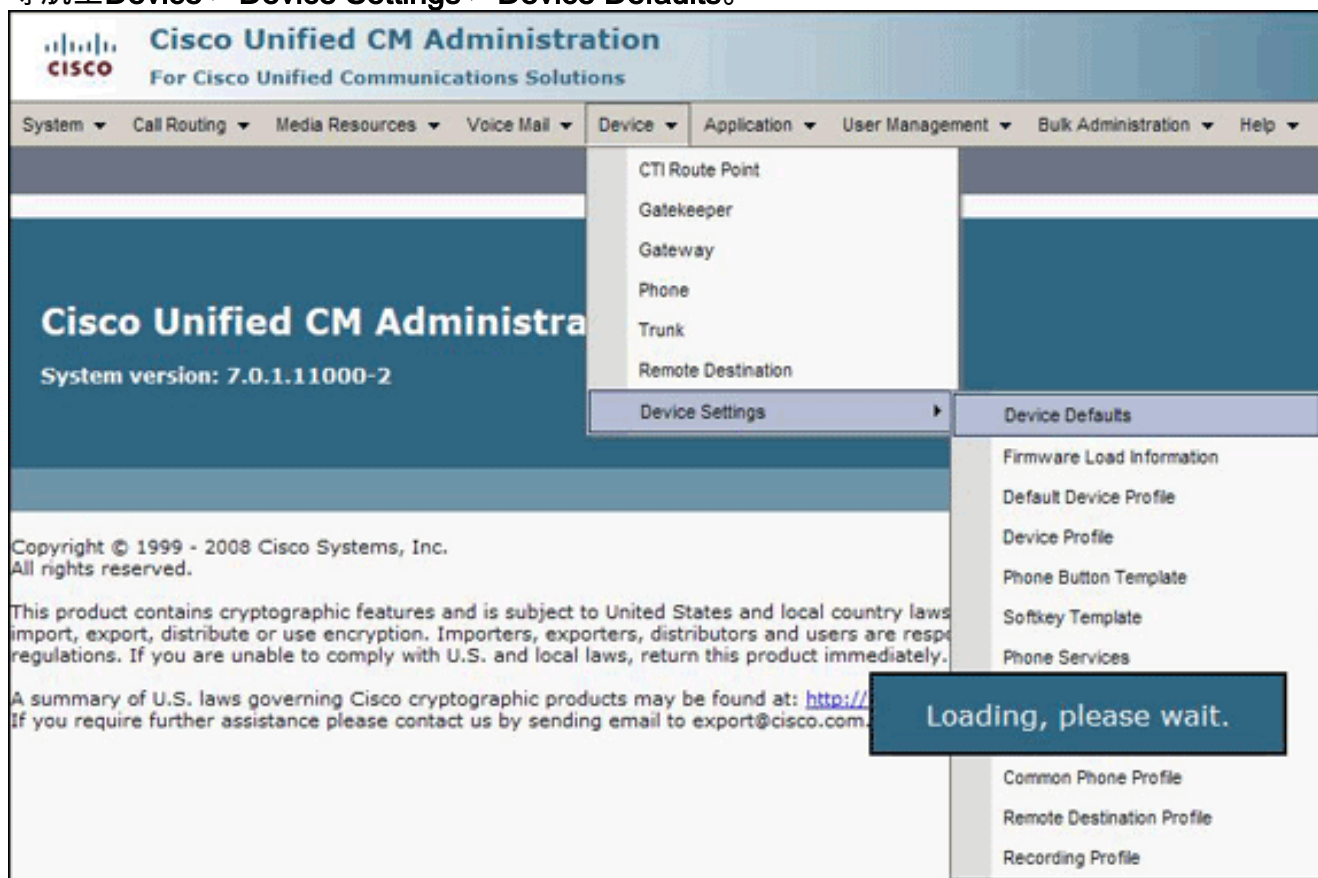 Device > Device Settings > Device Defaults。
CISCO
Cisco Unified CM Administration
For Cisco Unified Communications Solutions
System Call Routing Media Resources Voice Mail Device Application User Management Bulk Administration Help
CTI Route Point
Gatekeeper
Gateway
Phone
Trunk
Remote Destination
Device Settings
Cisco Unified CM Administra
System version: 7.0.1.11000-2
Device Defaults
Firmware Load Information
Default Device Profile
Device Profile
Phone Button Template
Softkey Template
Phone Services
Copyright © 1999 - 2008 Cisco Systems, Inc.
All rights reserved.
This product contains cryptographic features and is subject to United States and local country laws
import, export, distribute or use encryption. Importers, exporters, distributors and users are resp
regulations. If you are unable to comply with U.S. and local laws, return this product immediately.
A summary of U.S. laws governing Cisco cryptographic products may be found at: http://
If you require further assistance please contact us by sending email to export@cisco.com.
Loading, please wait.
Common Phone Profile
Remote Destination Profile
Recording Profile